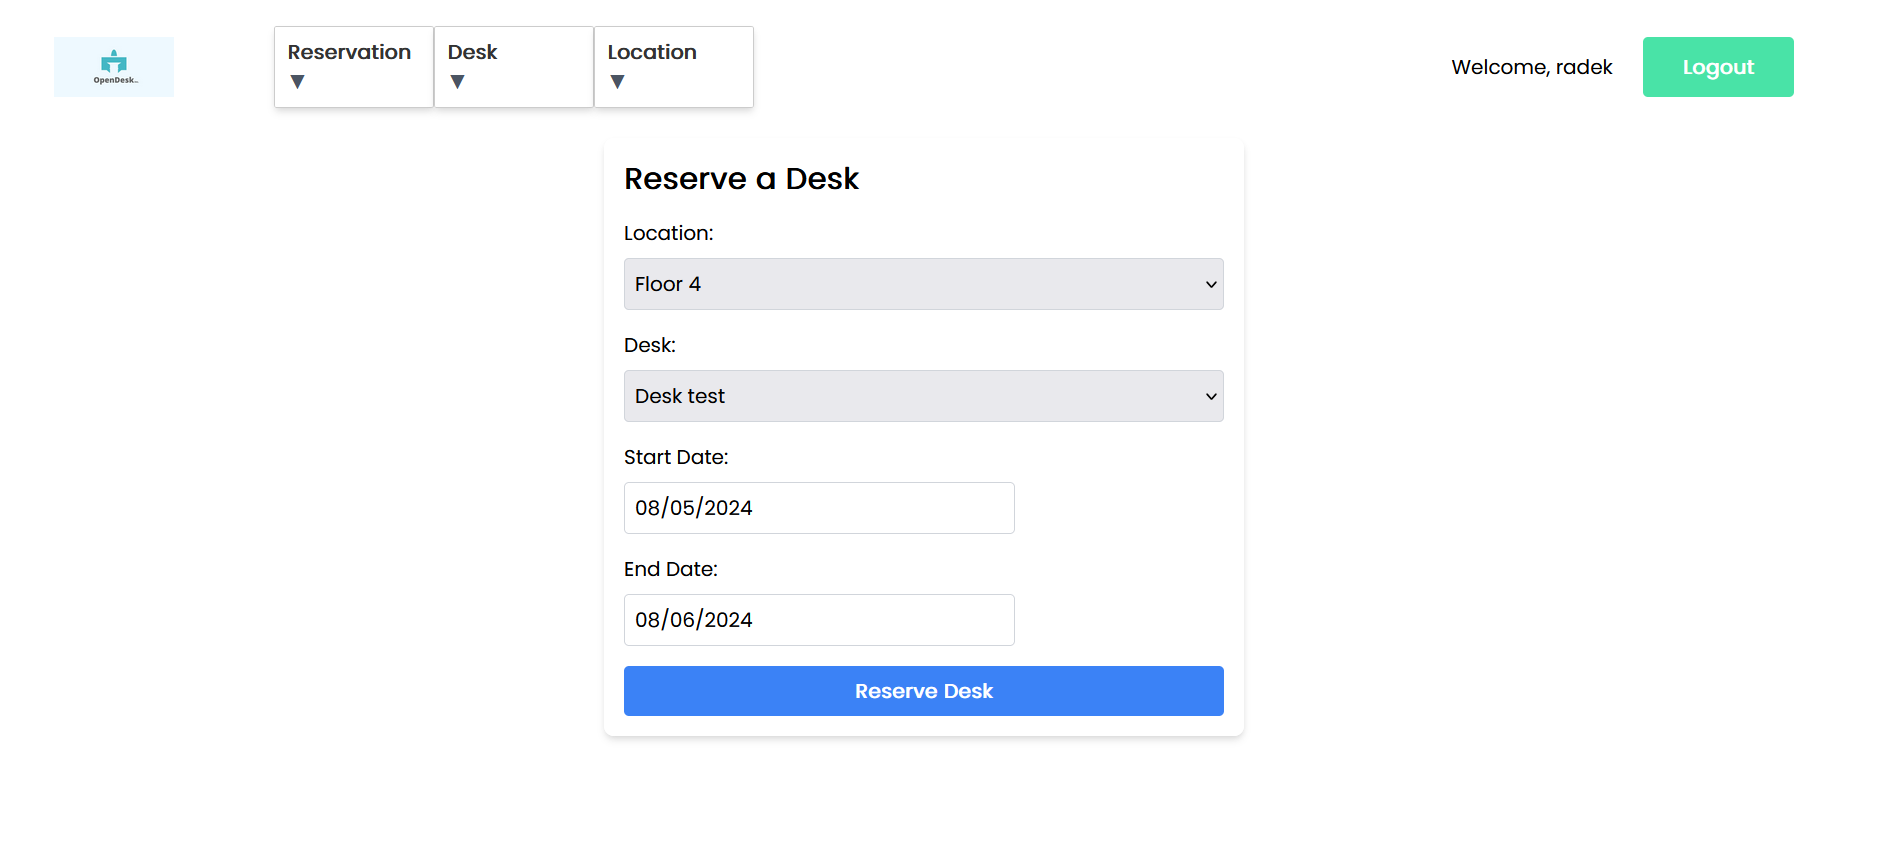 OpenDesk..
Reservation
▼
Desk
▼
Location
▼
Welcome, radek
Logout
Reserve a Desk
Location:
Floor 4
Desk:
Desk test
Start Date:
08/05/2024
End Date:
08/06/2024
Reserve Desk